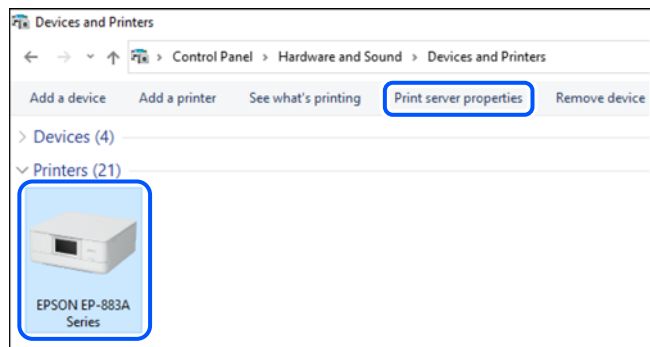 Devices and Printers
Control Panel > Hardware and Sound > Devices and Printers
Add a device Add a printer See what's printing Print server properties Remove device
Devices (4)
Printers (21)
EPSON EP-883A
Series